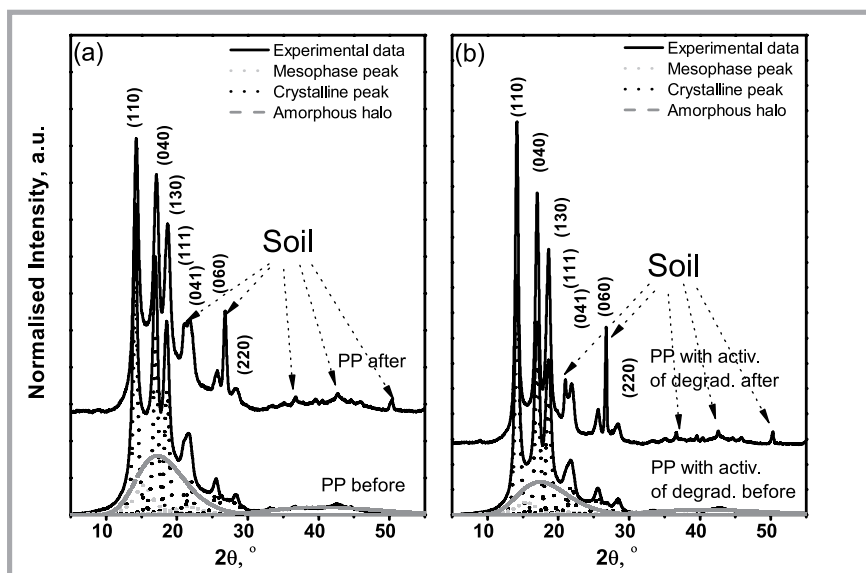 (a)
Experimental data
Mesophase peak
Crystalline peak
Amorphous halo
(110)
(040)
(130)
(111)
(041)
(060)
(220)
Soil
PP after
PP before
5 10 20 30 40 50
2θ, °
Normalised Intensity, a.u.
(b)
Experimental data
Mesophase peak
Crystalline peak
Amorphous halo
(110)
(040)
(130)
(111)
(041)
(060)
(220)
Soil
PP with activ.
of degrad. after
PP with activ.
of degrad. before
10 20 30 40 50
2θ, °